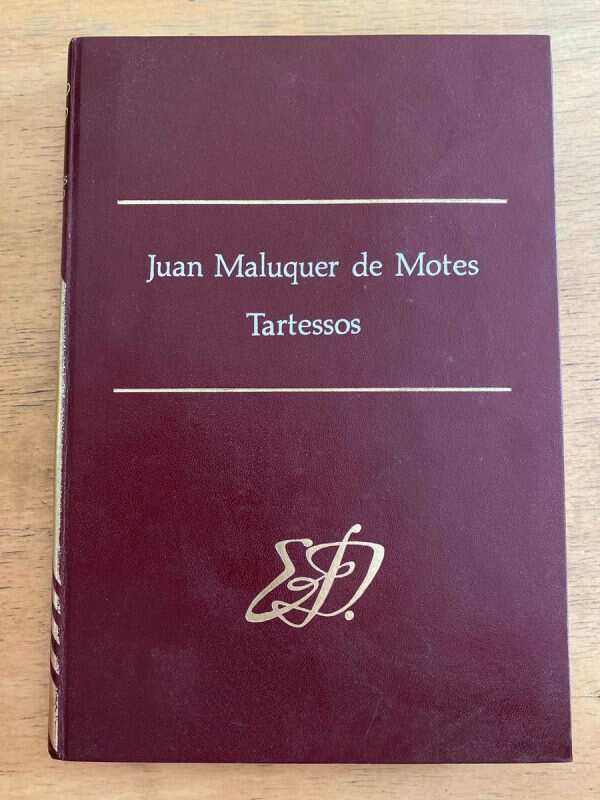 Juan Maluquer de Motes
Tartessos